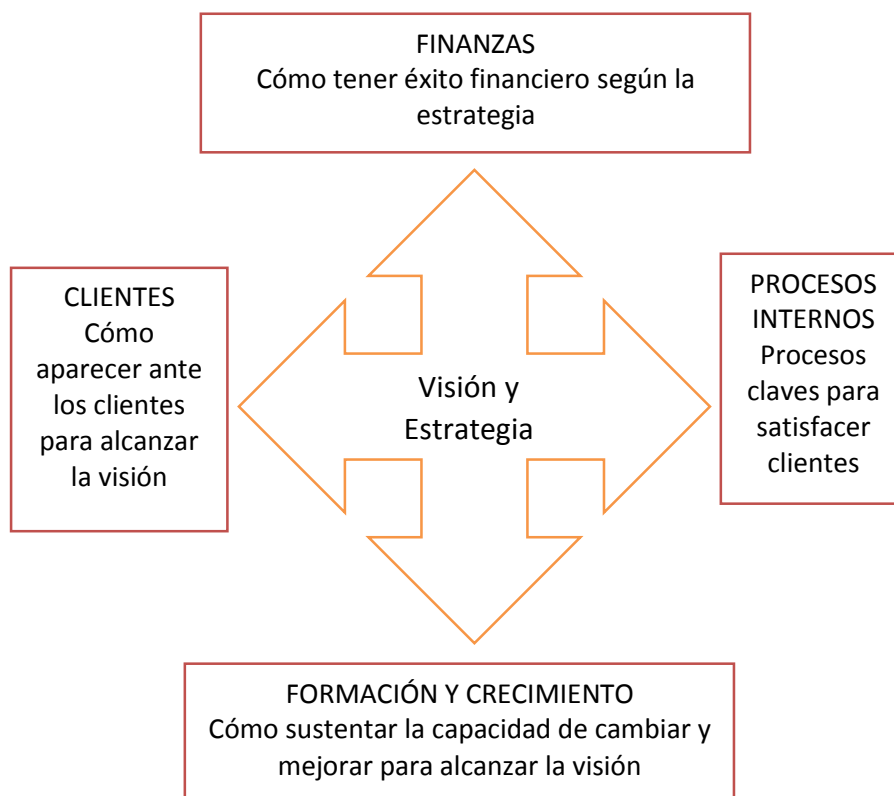 FINANZAS
Cómo tener éxito financiero según la
estrategia
CLIENTES
Cómo
aparecer ante
los clientes
para alcanzar
la visión
Visión y
Estrategia
PROCESOS
INTERNOS
Procesos
claves para
satisfacer
clientes
FORMACIÓN Y CRECIMIENTO
Cómo sustentar la capacidad de cambiar y
mejorar para alcanzar la visión